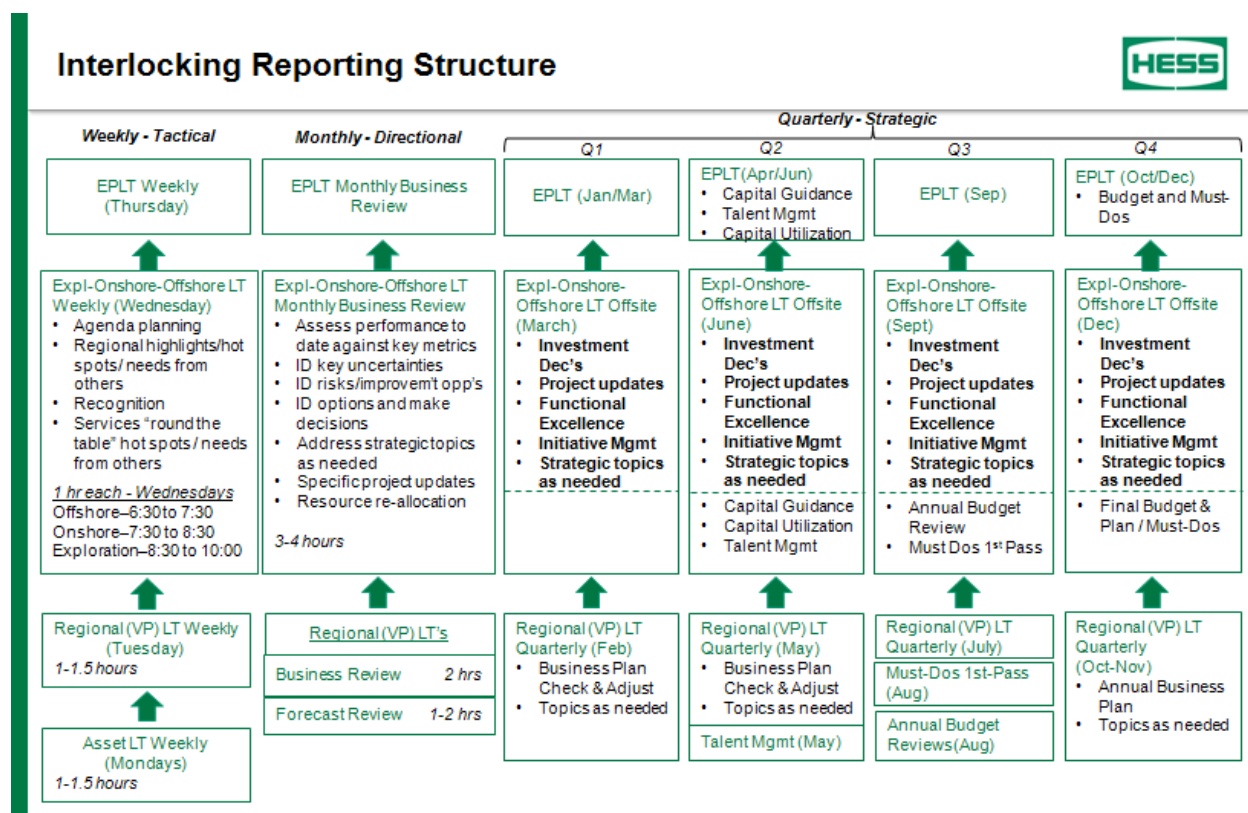 Interlocking Reporting Structure
HESS
Weekly - Tactical
Monthly - Directional
Quarterly - Strategic
Q1
Q2
Q3
Q4
EPLT Weekly
(Thursday)
EPLT Monthly Business
Review
EPLT (Jan/Mar)
EPLT(Apr/Jun)
• Capital Guidance
• Talent Mgmt
• Capital Utilization
EPLT (Sep)
EPLT (Oct/Dec)
• Budget and Must-
Dos
Expl-Onshore-Offshore LT
Weekly (Wednesday)
• Agenda planning
• Regional highlights/hot
spots/ needs from
others
• Recognition
• Services “round the
table” hot spots / needs
from others
1 hr each - Wednesdays
Offshore–6:30 to 7:30
Onshore–7:30 to 8:30
Exploration–8:30 to 10:00
Expl-Onshore-Offshore LT
Monthly Business Review
• Assess performance to
date against key metrics
• ID key uncertainties
• ID risks/improvem’t opp’s
• ID options and make
decisions
• Address strategic topics
as needed
• Specific project updates
• Resource re-allocation
3-4 hours
Expl-Onshore-
Offshore LT Offsite
(March)
• Investment
Dec’s
• Project updates
• Functional
Excellence
• Initiative Mgmt
• Strategic topics
as needed
Expl-Onshore-
Offshore LT Offsite
(June)
• Investment
Dec’s
• Project updates
• Functional
Excellence
• Initiative Mgmt
• Strategic topics
as needed
• Capital Guidance
• Capital Utilization
• Talent Mgmt
Expl-Onshore-
Offshore LT Offsite
(Sept)
• Investment
Dec’s
• Project updates
• Functional
Excellence
• Initiative Mgmt
• Strategic topics
as needed
• Annual Budget
Review
• Must Dos 1st Pass
Expl-Onshore-
Offshore LT Offsite
(Dec)
• Investment
Dec’s
• Project updates
• Functional
Excellence
• Initiative Mgmt
• Strategic topics
as needed
• Final Budget &
Plan / Must-Dos
Regional (VP) LT Weekly
(Tuesday)
1-1.5 hours
Asset LT Weekly
(Mondays)
1-1.5 hours
Regional (VP) LT’s
Business Review 2 hrs
Forecast Review 1-2 hrs
Regional (VP) LT
Quarterly (Feb)
• Business Plan
Check & Adjust
• Topics as needed
Regional (VP) LT
Quarterly (May)
• Business Plan
Check & Adjust
• Topics as needed
Talent Mgmt (May)
Regional (VP) LT
Quarterly (July)
Must-Dos 1st-Pass
(Aug)
Annual Budget
Reviews(Aug)
Regional (VP) LT
Quarterly
(Oct-Nov)
• Annual Business
Plan
• Topics as needed